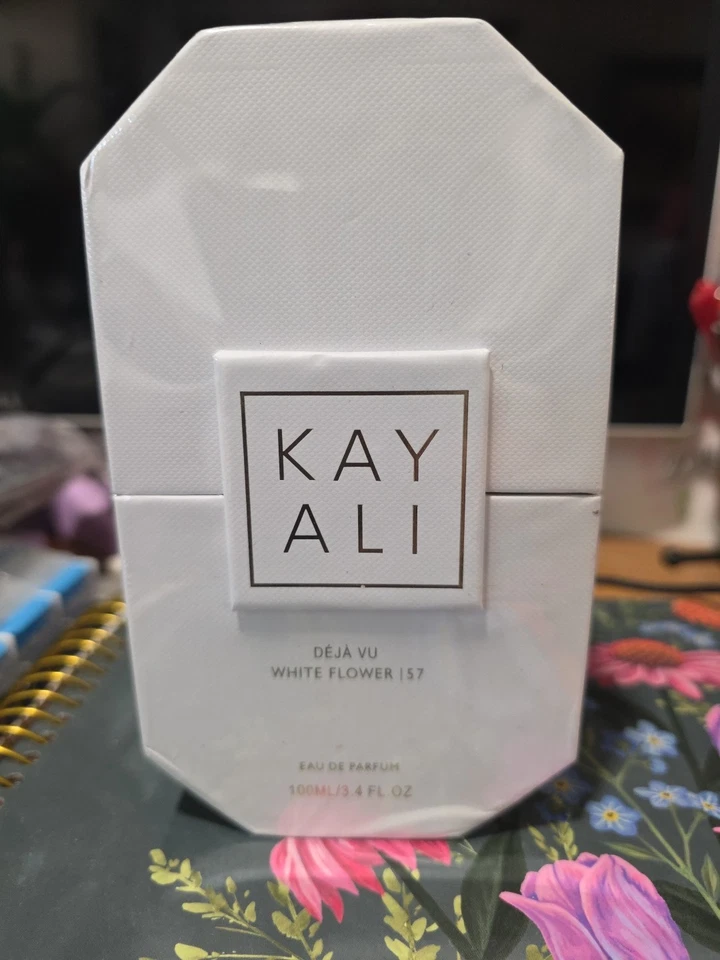 KAY
ALI
DÉJÀ VU
WHITE FLOWER | 57
EAU DE PARFUM
100ML/3.4 FL.OZ